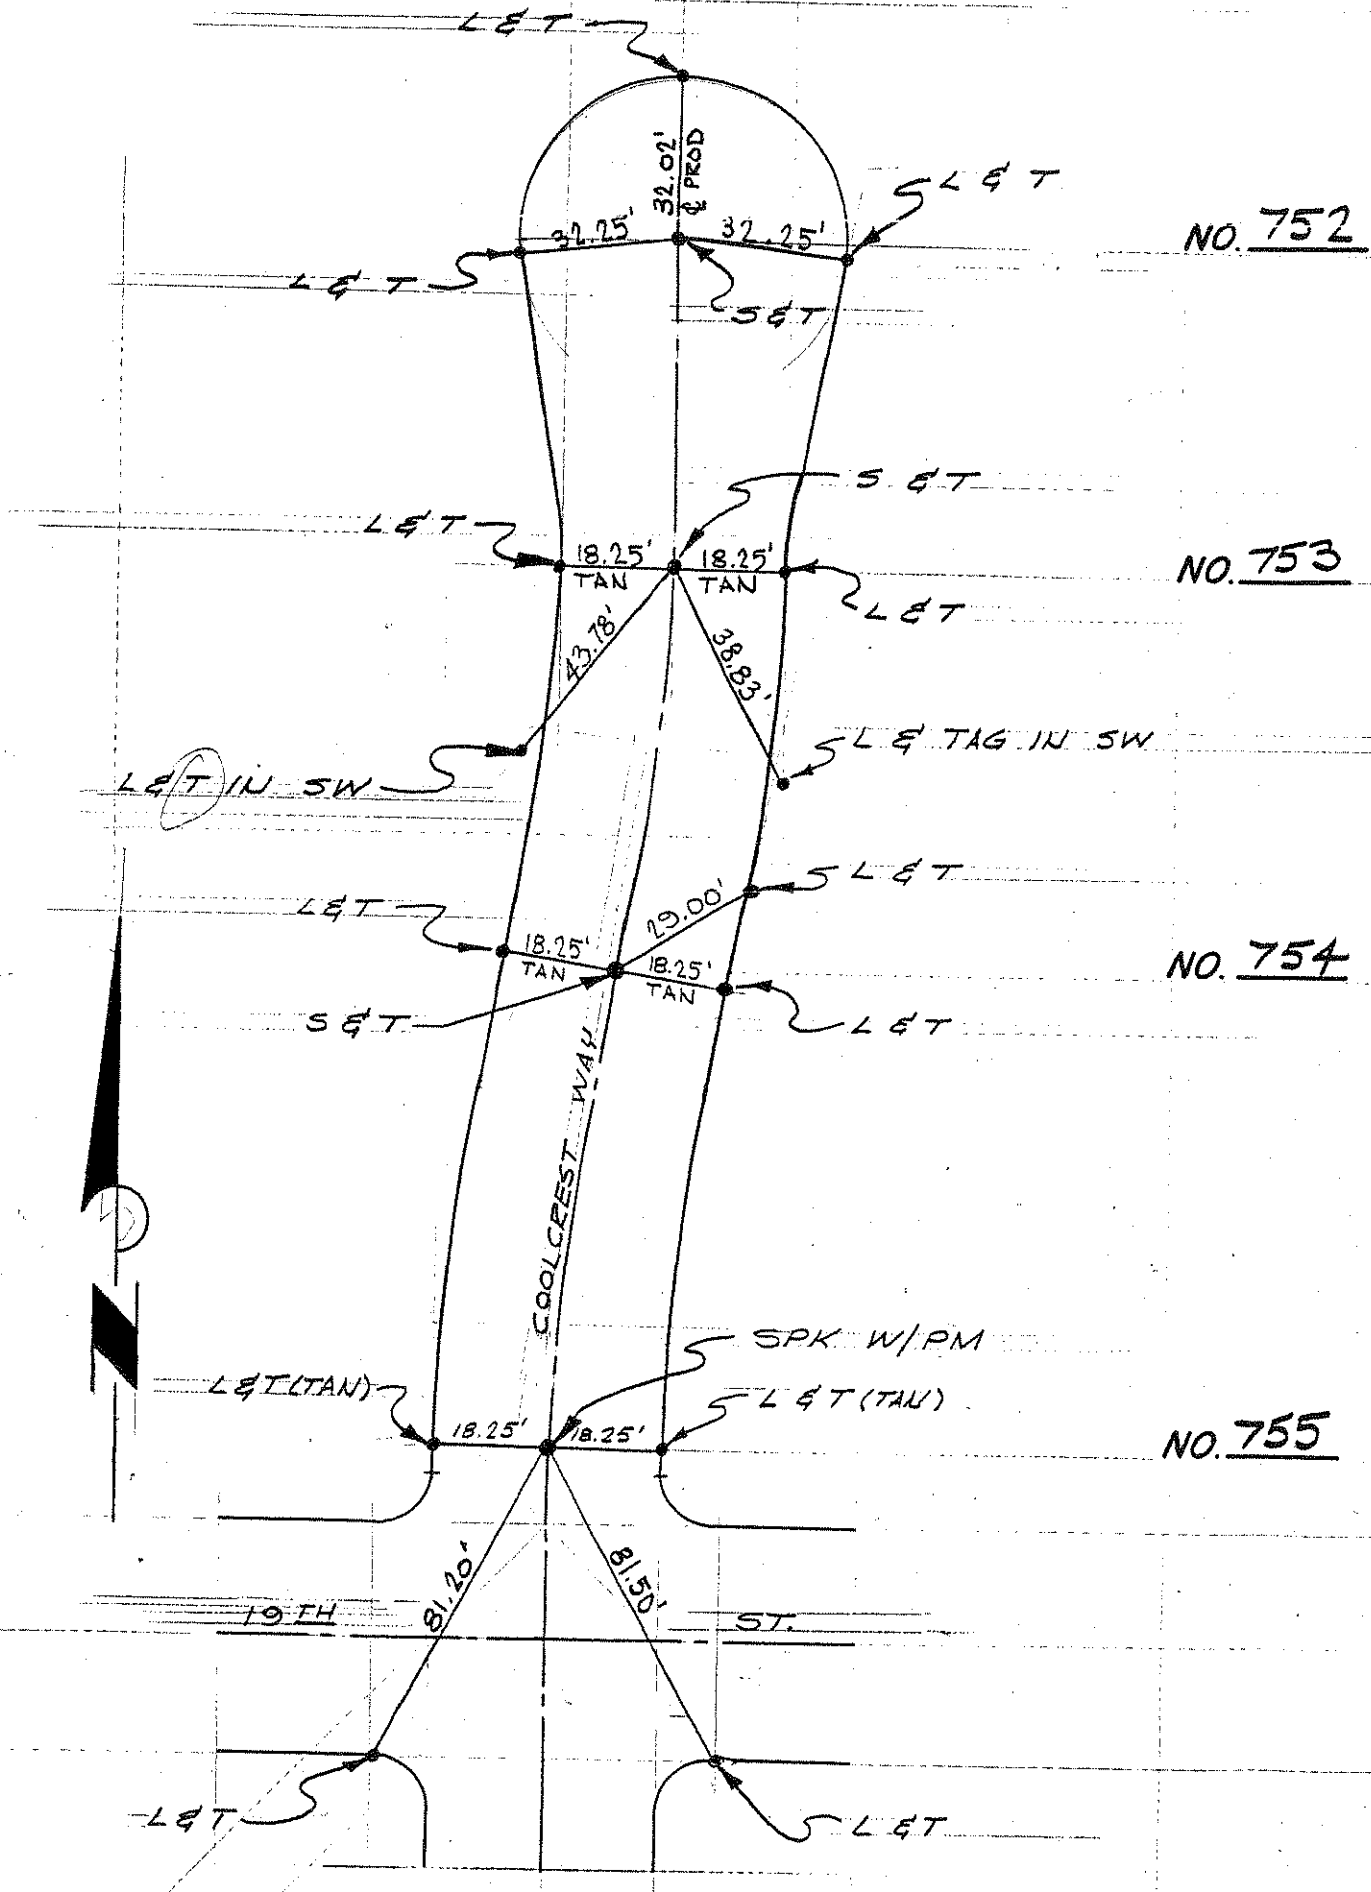 L & T
32.02'
℄ PROD
L & T
NO. 752
32.25'
32.25'
L & T
S & T
S & T
L & T
18.25'
TAN
18.25'
TAN
NO. 753
L & T
43.78'
38.83'
L & TAG IN SW
L & T IN SW
L & T
29.00'
L & T
18.25'
TAN
18.25'
TAN
NO. 754
S & T
L & T
COOLCREST WAY
N
SPK W/PM
L & T (TAN)
L & T (TAN)
18.25'
18.25'
NO. 755
81.20'
81.50'
19TH ST.
L & T
L & T